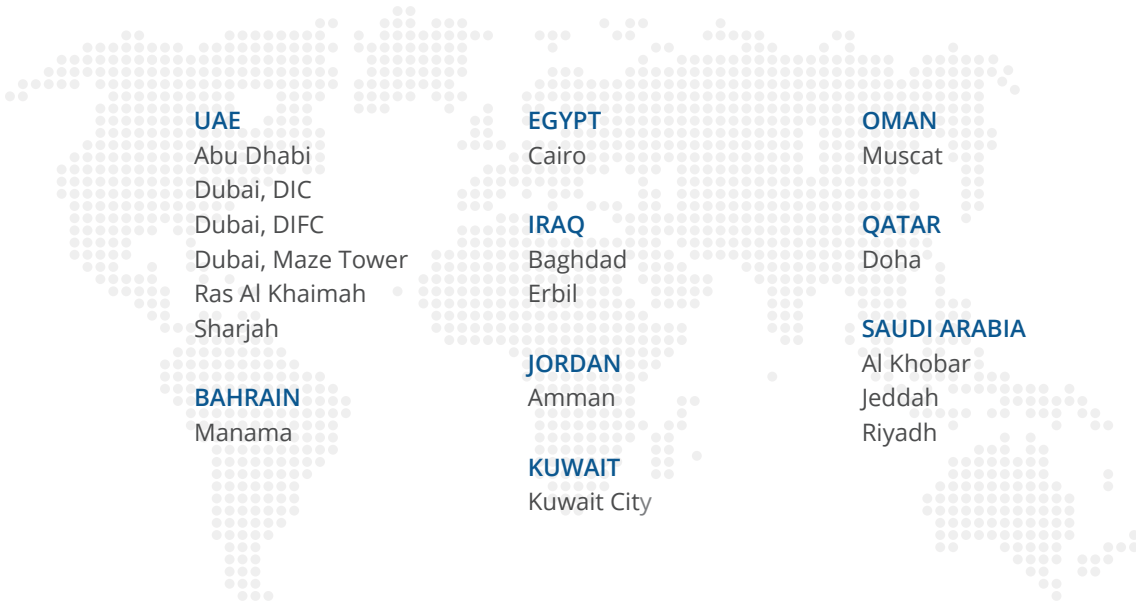 UAE
Abu Dhabi
Dubai, DIC
Dubai, DIFC
Dubai, Maze Tower
Ras Al Khaimah
Sharjah
BAHRAIN
Manama
EGYPT
Cairo
IRAQ
Baghdad
Erbil
JORDAN
Amman
KUWAIT
Kuwait City
OMAN
Muscat
QATAR
Doha
SAUDI ARABIA
Al Khobar
Jeddah
Riyadh